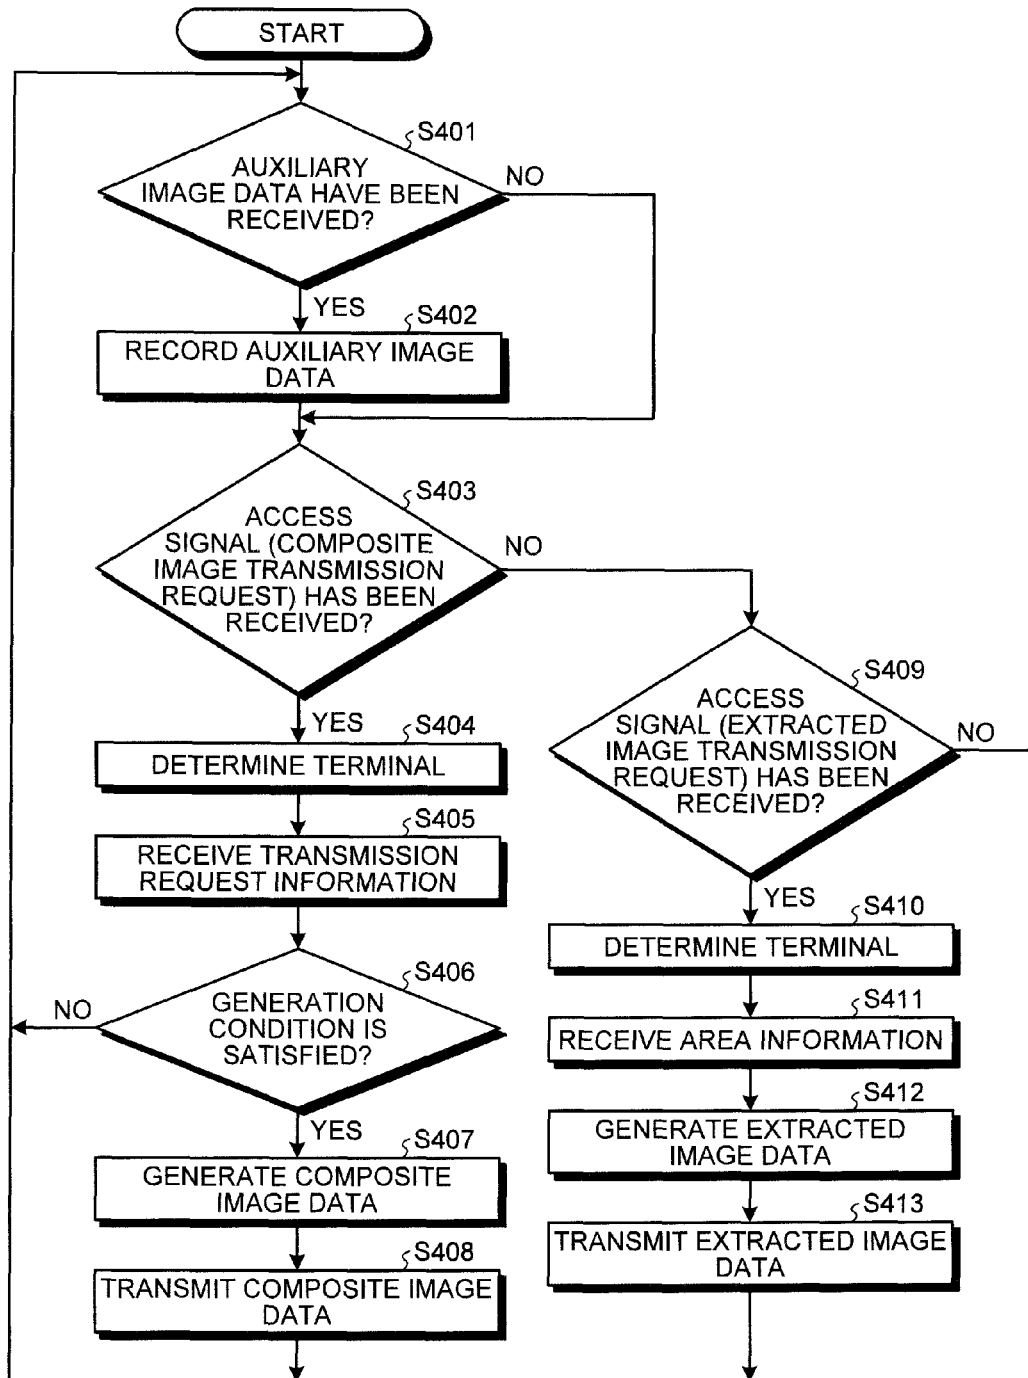 START
S401
AUXILIARY
IMAGE DATA HAVE BEEN
RECEIVED?
NO
YES
S402
RECORD AUXILIARY IMAGE
DATA
S403
ACCESS
SIGNAL (COMPOSITE
IMAGE TRANSMISSION
REQUEST) HAS BEEN
RECEIVED?
NO
YES
S404
DETERMINE TERMINAL
S405
RECEIVE TRANSMISSION
REQUEST INFORMATION
S406
GENERATION
CONDITION IS
SATISFIED?
NO
YES
S407
GENERATE COMPOSITE
IMAGE DATA
S408
TRANSMIT COMPOSITE IMAGE
DATA
S409
ACCESS
SIGNAL (EXTRACTED
IMAGE TRANSMISSION
REQUEST) HAS BEEN
RECEIVED?
NO
YES
S410
DETERMINE TERMINAL
S411
RECEIVE AREA INFORMATION
S412
GENERATE EXTRACTED
IMAGE DATA
S413
TRANSMIT EXTRACTED IMAGE
DATA